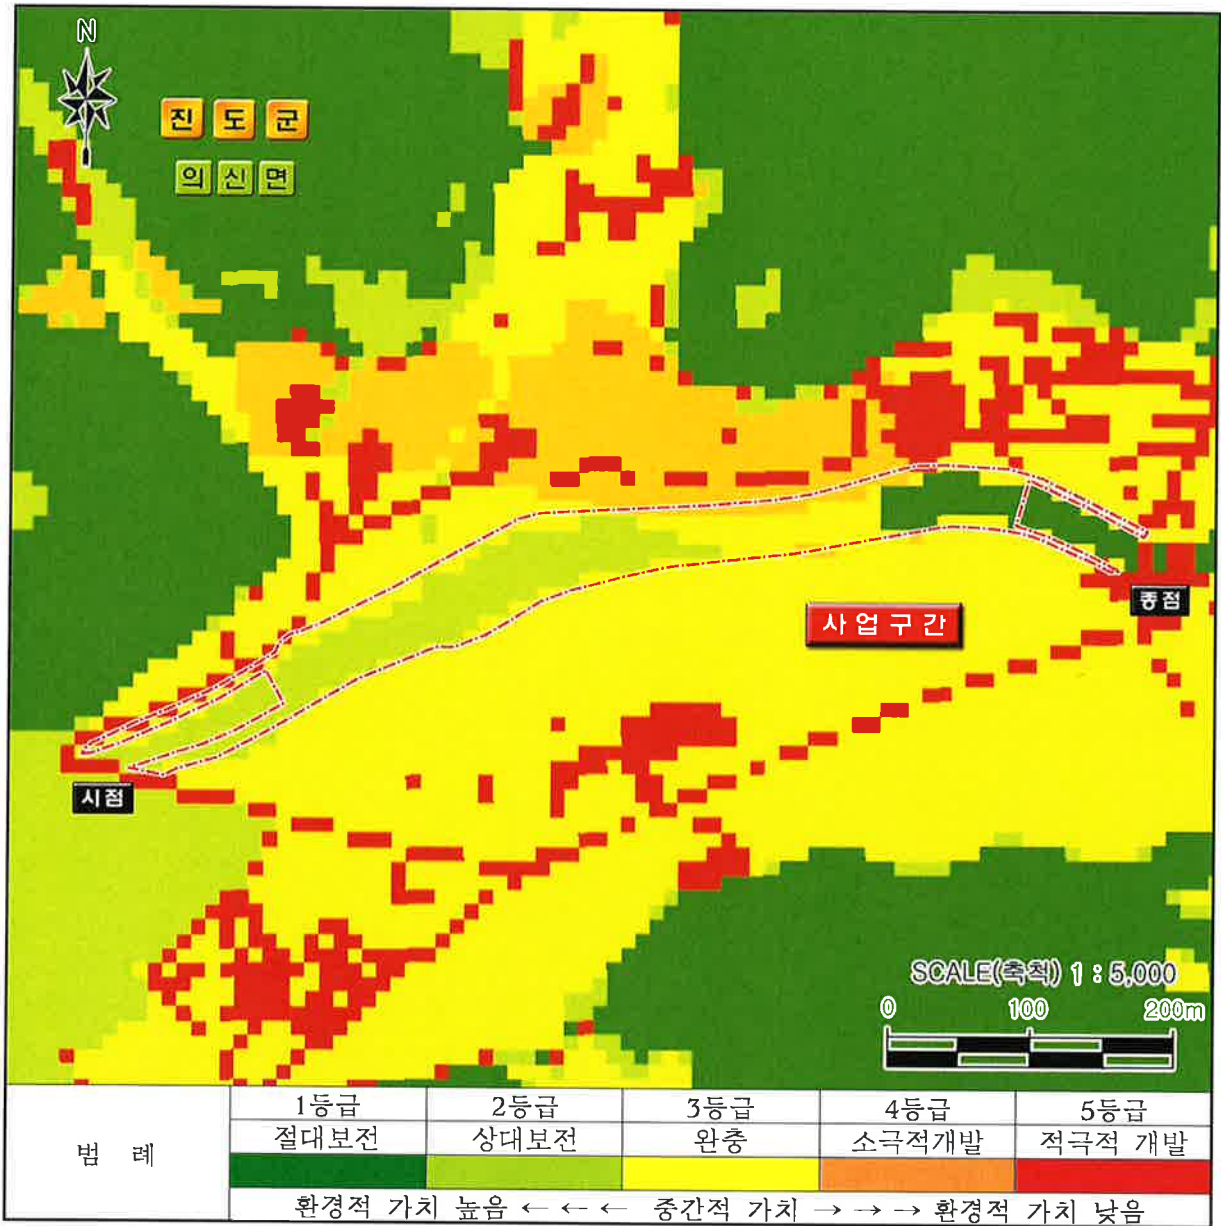 N
진도군
의신면
사업구간
종점
시점
SCALE(축척) 1 : 5,000
0 100 200m
범 례
1등급 2등급 3등급 4등급 5등급
절대보전 상대보전 완충 소극적개발 적극적 개발
환경적 가치 높음 ← ← ← 중간적 가치 → → → 환경적 가치 낮음